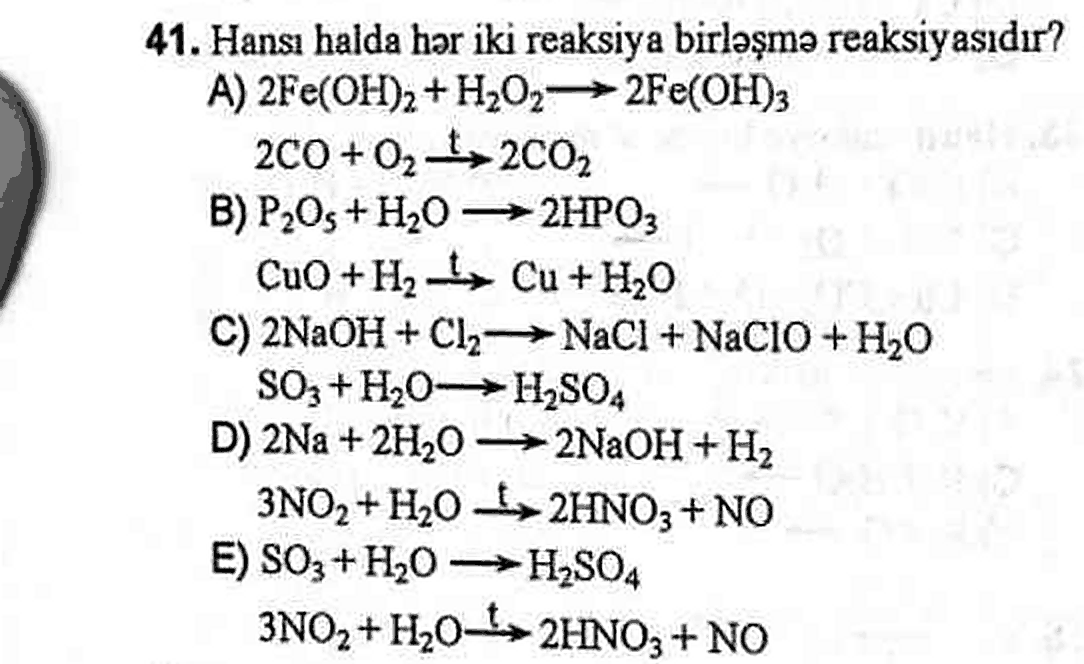 41. Hansı halda hər iki reaksiya birləşmə reaksiyasıdır?
A) 2Fe(OH)₂ + H₂O₂ → 2Fe(OH)₃
2CO + O₂ —t→ 2CO₂
B) P₂O₅ + H₂O → 2HPO₃
CuO + H₂ —t→ Cu + H₂O
C) 2NaOH + Cl₂ → NaCl + NaClO + H₂O
SO₃ + H₂O → H₂SO₄
D) 2Na + 2H₂O → 2NaOH + H₂
3NO₂ + H₂O —t→ 2HNO₃ + NO
E) SO₃ + H₂O → H₂SO₄
3NO₂ + H₂O —t→ 2HNO₃ + NO